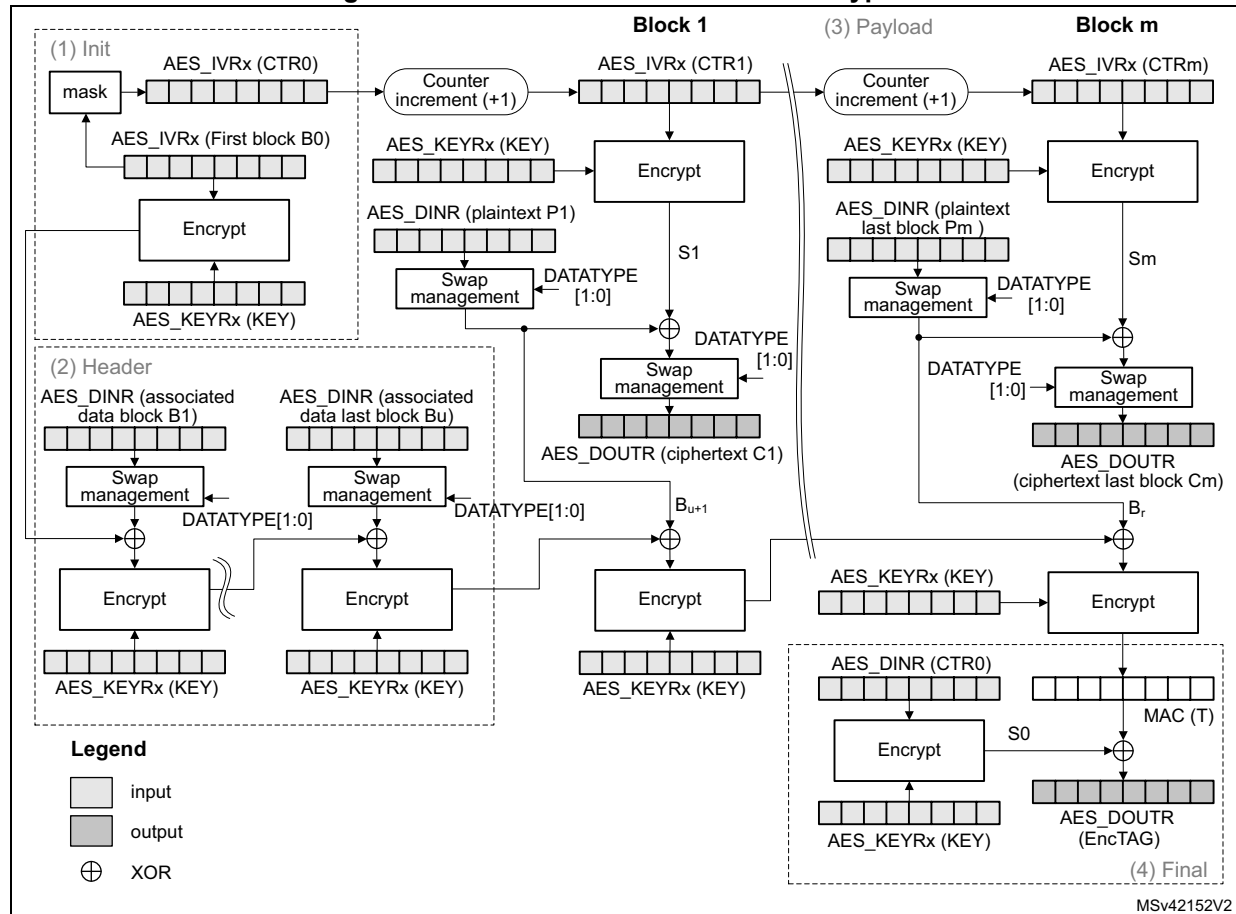 Block 1
(3) Payload
Block m
(1) Init
AES_IVRx (CTR0)
mask
AES_IVRx (First block B0)
Encrypt
AES_KEYRx (KEY)
Counter
increment (+1)
AES_IVRx (CTR1)
AES_KEYRx (KEY)
Encrypt
AES_DINR (plaintext P1)
Swap
management
DATATYPE
[1:0]
S1
DATATYPE
[1:0]
Swap
management
AES_DOUTR (ciphertext C1)
Counter
increment (+1)
AES_IVRx (CTRm)
AES_KEYRx (KEY)
Encrypt
AES_DINR (plaintext
last block Pm )
Swap
management
DATATYPE
[1:0]
Sm
DATATYPE
[1:0]
Swap
management
AES_DOUTR
(ciphertext last block Cm)
(2) Header
AES_DINR (associated
data block B1)
Swap
management
DATATYPE[1:0]
Encrypt
AES_KEYRx (KEY)
AES_DINR (associated
data last block Bu)
Swap
management
DATATYPE[1:0]
Encrypt
AES_KEYRx (KEY)
Bu+1
Encrypt
AES_KEYRx (KEY)
Br
AES_KEYRx (KEY)
Encrypt
AES_DINR (CTR0)
Encrypt
S0
AES_KEYRx (KEY)
MAC (T)
AES_DOUTR
(EncTAG)
(4) Final
Legend
input
output
XOR
MSv42152V2